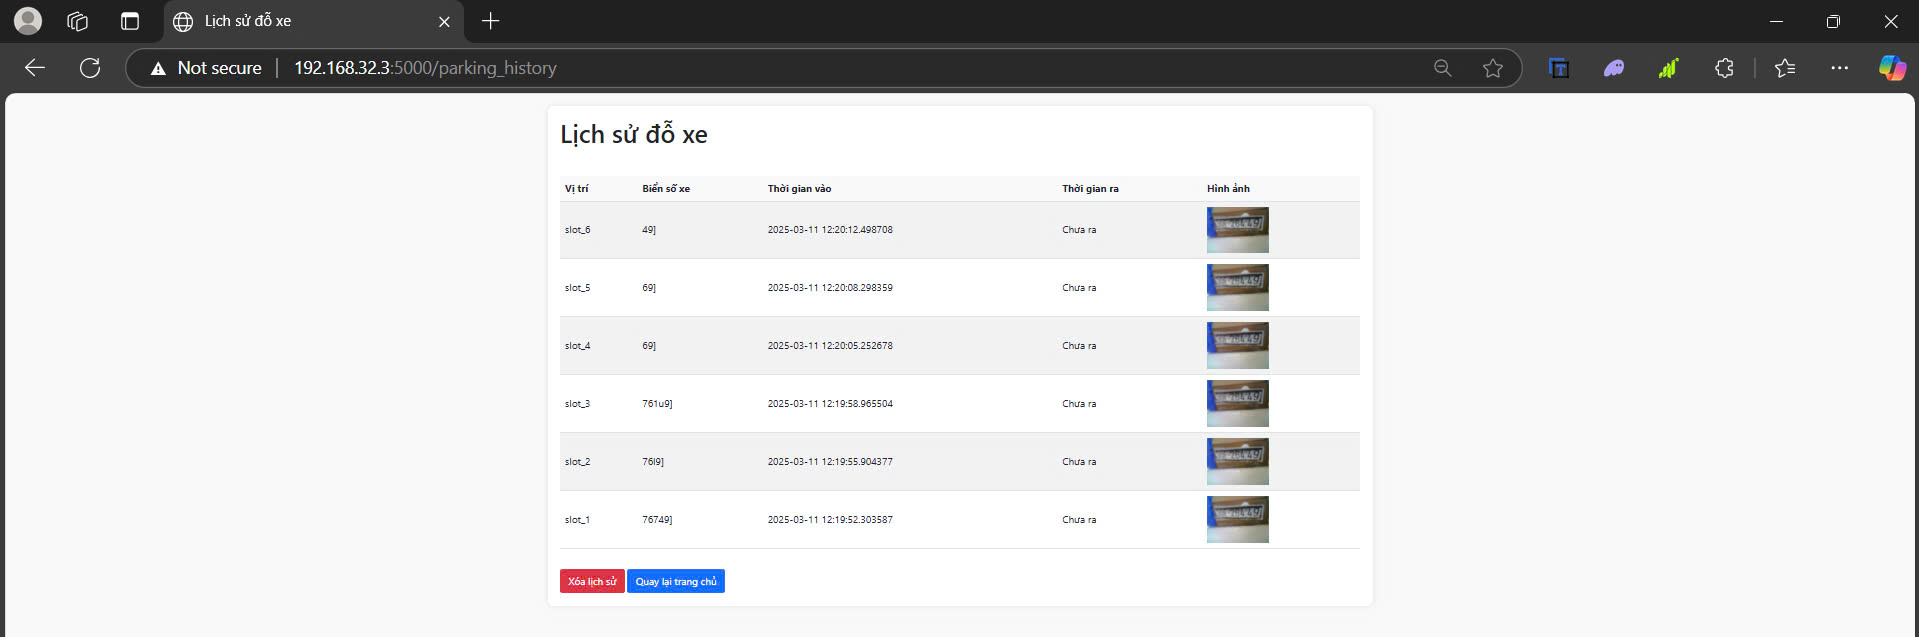 Lịch sử đỗ xe
Not secure
192.168.32.3:5000/parking_history
Lịch sử đỗ xe
Vị trí Biển số xe Thời gian vào Thời gian ra Hình ảnh
slot_6 49] 2025-03-11 12:20:12.498708 Chưa ra
slot_5 69] 2025-03-11 12:20:08.298359 Chưa ra
slot_4 69] 2025-03-11 12:20:05.252678 Chưa ra
slot_3 761u9] 2025-03-11 12:19:58.965504 Chưa ra
slot_2 76l9] 2025-03-11 12:19:55.904377 Chưa ra
slot_1 76749] 2025-03-11 12:19:52.303587 Chưa ra
Xóa lịch sử Quay lại trang chủ